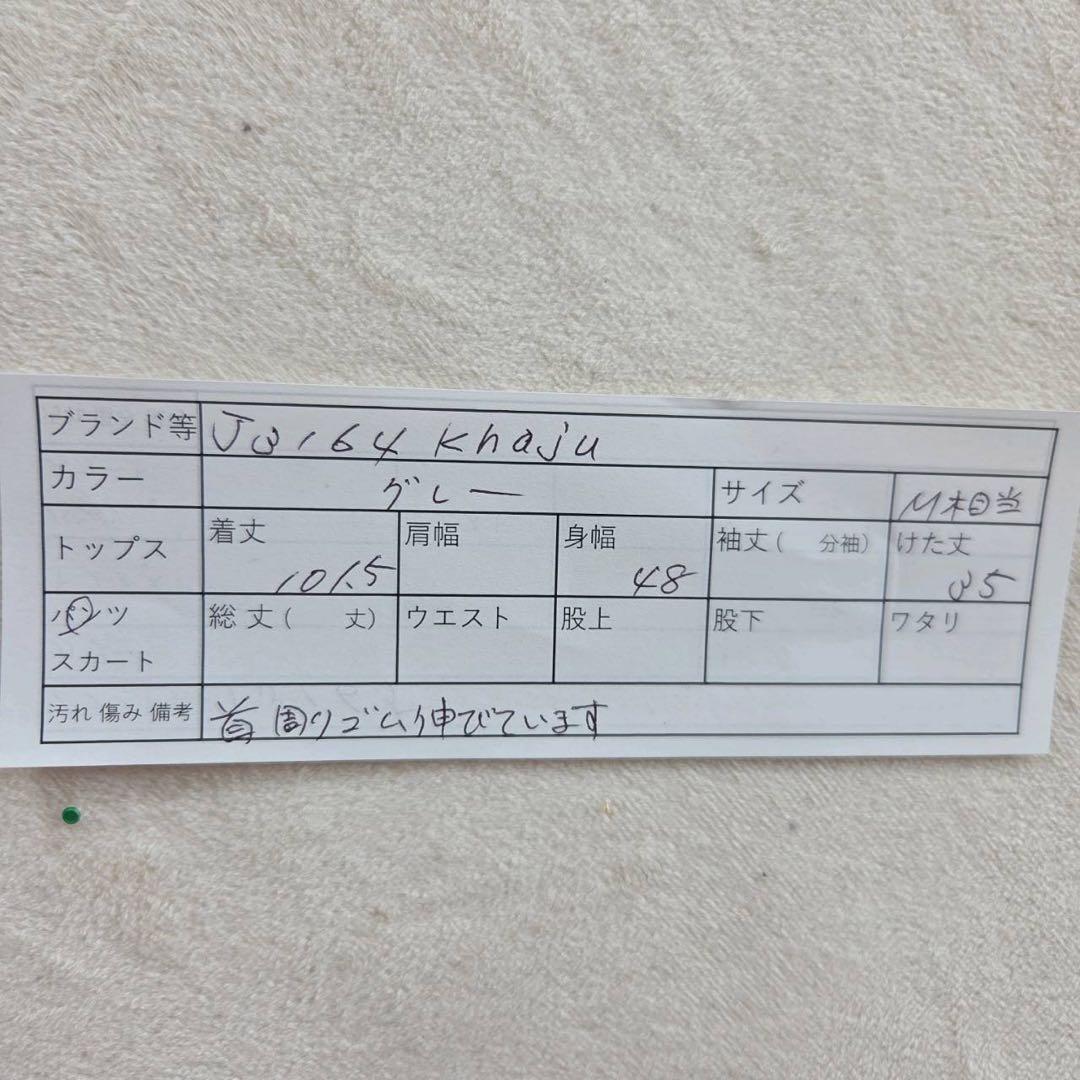 ブランド等 J3164 khaju
カラー グレー サイズ M相当
トップス 着丈 101.5 肩幅 身幅 48 袖丈( 分袖) けた丈 35
パンツ スカート 総丈( 丈) ウエスト 股上 股下 ワタリ
汚れ 傷み 備考 首周りゴム伸びています